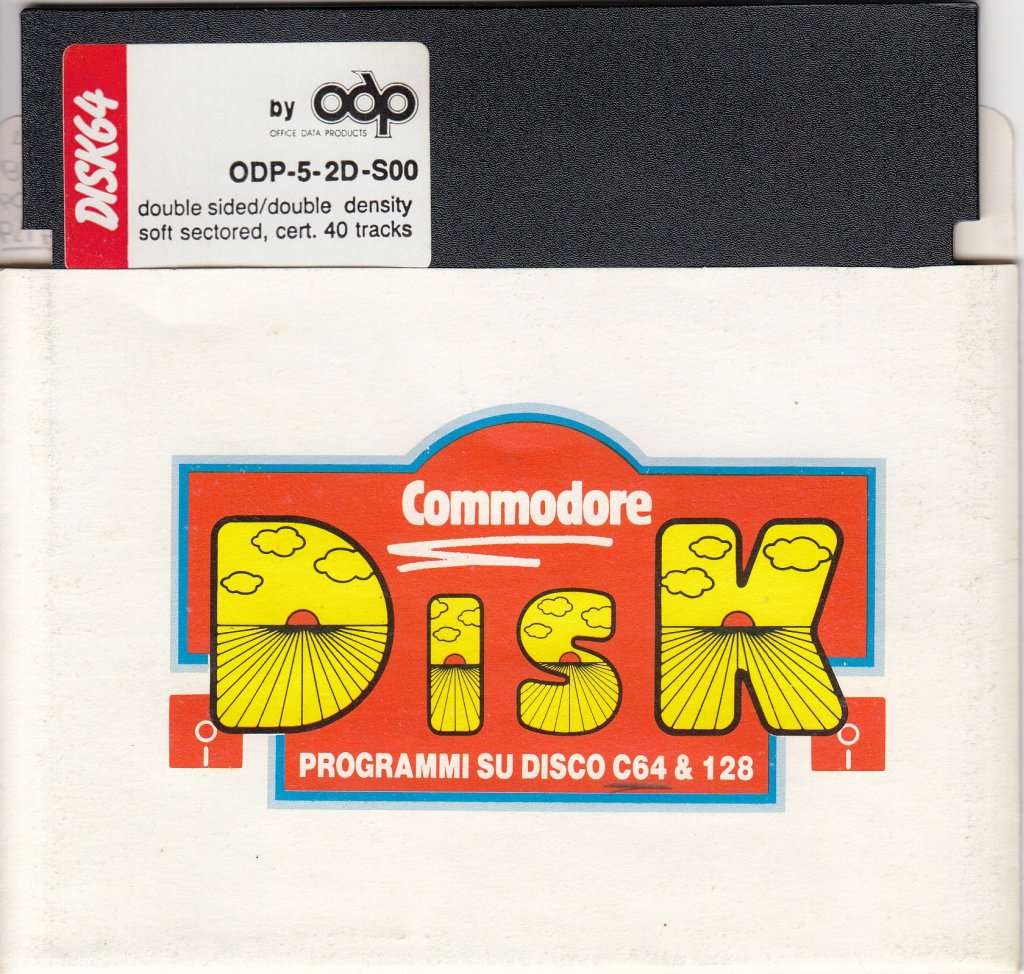 DISK64
by odp
OFFICE DATA PRODUCTS
ODP-5-2D-S00
double sided/double density
soft sectored, cert. 40 tracks
Commodore
DISK
PROGRAMMI SU DISCO C64 & 128